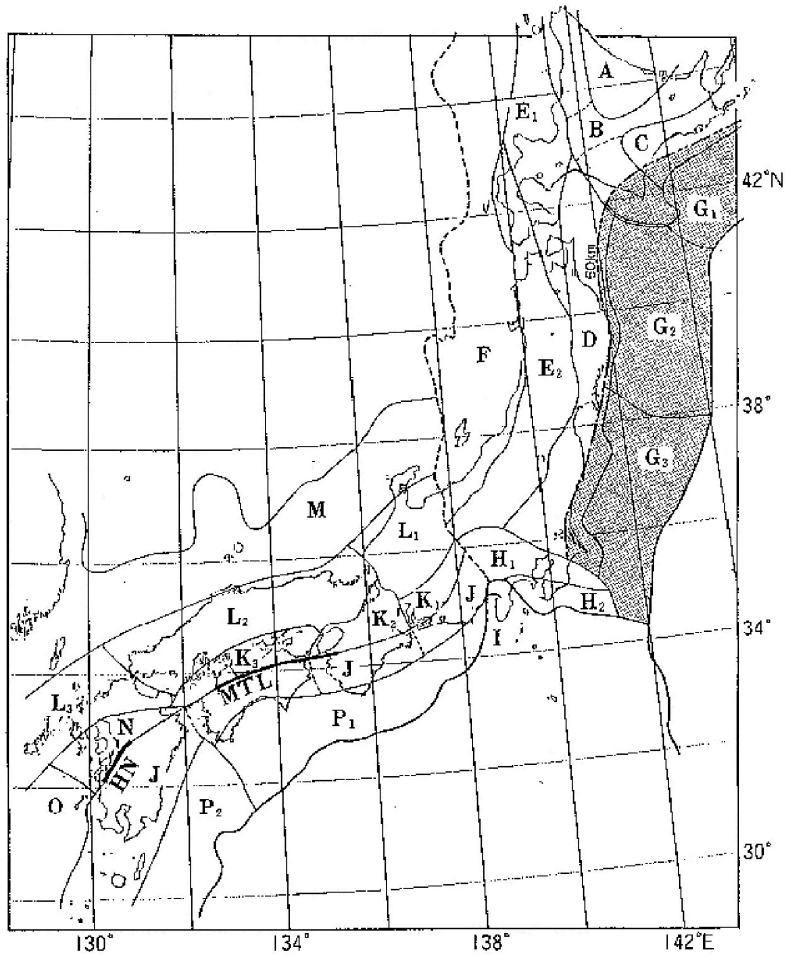 A
E₁
B
C
42°N
G₁
60km
G₂
D
F
E₂
38°
G₃
M
L₁
H₁
H₂
K₁
J
K₂
L₂
I
34°
K₃
J
MTL
L₃
P₁
N
HN
J
O
P₂
30°
130° 134° 138° 142°E